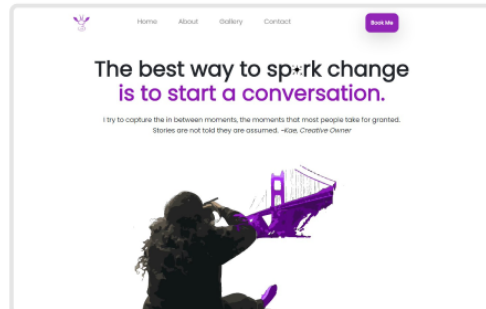 Home About Gallery Contact Book Me
The best way to sp✴rk change
is to start a conversation.
I try to capture the in between moments, the moments that most people take for granted.
Stories are not told they are assumed. -Kae, Creative Owner